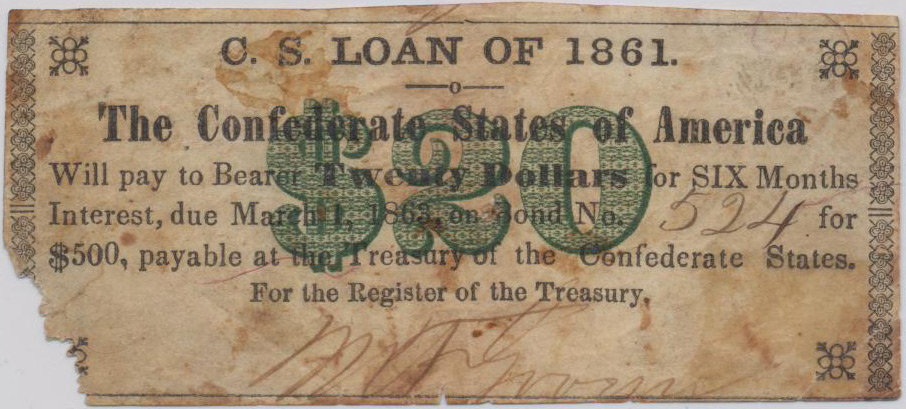 C. S. LOAN OF 1861.
The Confederate States of America
Will pay to Bearer Twenty Dollars for SIX Months
Interest, due March 1, 1863, on Bond No. 524 for
$500, payable at the Treasury of the Confederate States.
For the Register of the Treasury,
$20